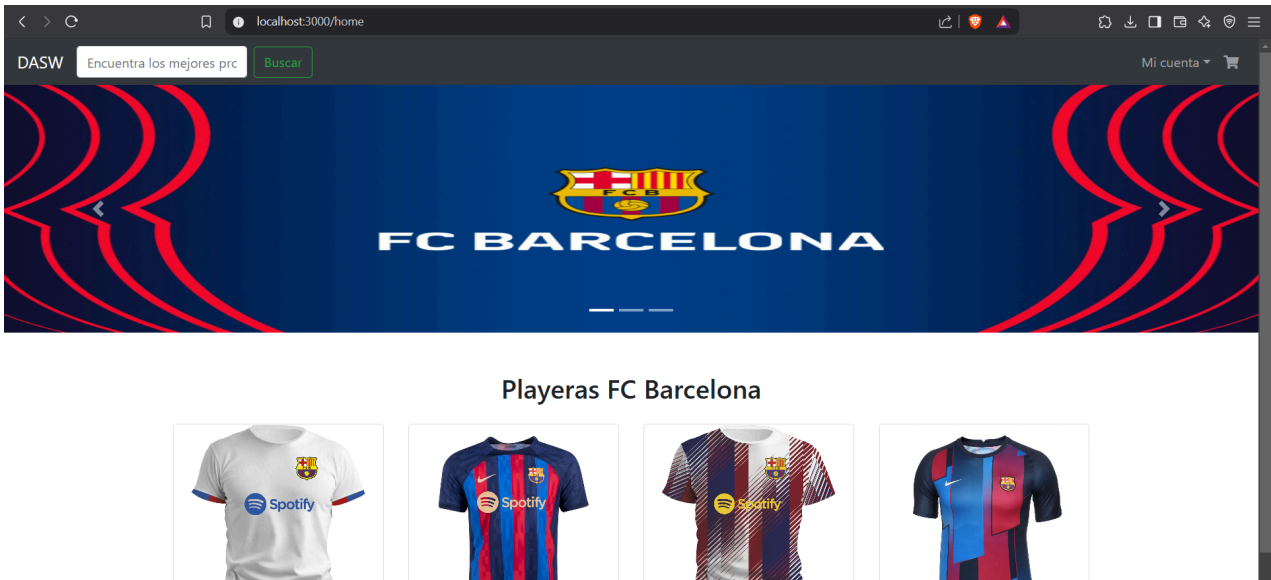 localhost:3000/home
DASW
Encuentra los mejores prc
Buscar
Mi cuenta
FCB
FC BARCELONA
Playeras FC Barcelona
Spotify
Spotify
Spotify